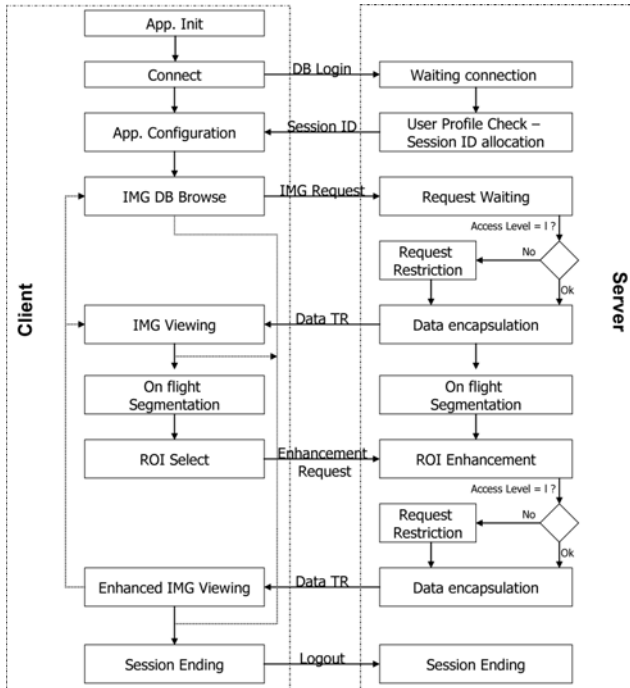 App. Init
Connect
DB Login
Waiting connection
App. Configuration
Session ID
User Profile Check –
Session ID allocation
IMG DB Browse
IMG Request
Request Waiting
Access Level = l ?
Request
Restriction
No
Ok
Client
Server
IMG Viewing
Data TR
Data encapsulation
On flight
Segmentation
On flight
Segmentation
ROI Select
Enhancement
Request
ROI Enhancement
Access Level = l ?
Request
Restriction
No
Ok
Enhanced IMG Viewing
Data TR
Data encapsulation
Session Ending
Logout
Session Ending